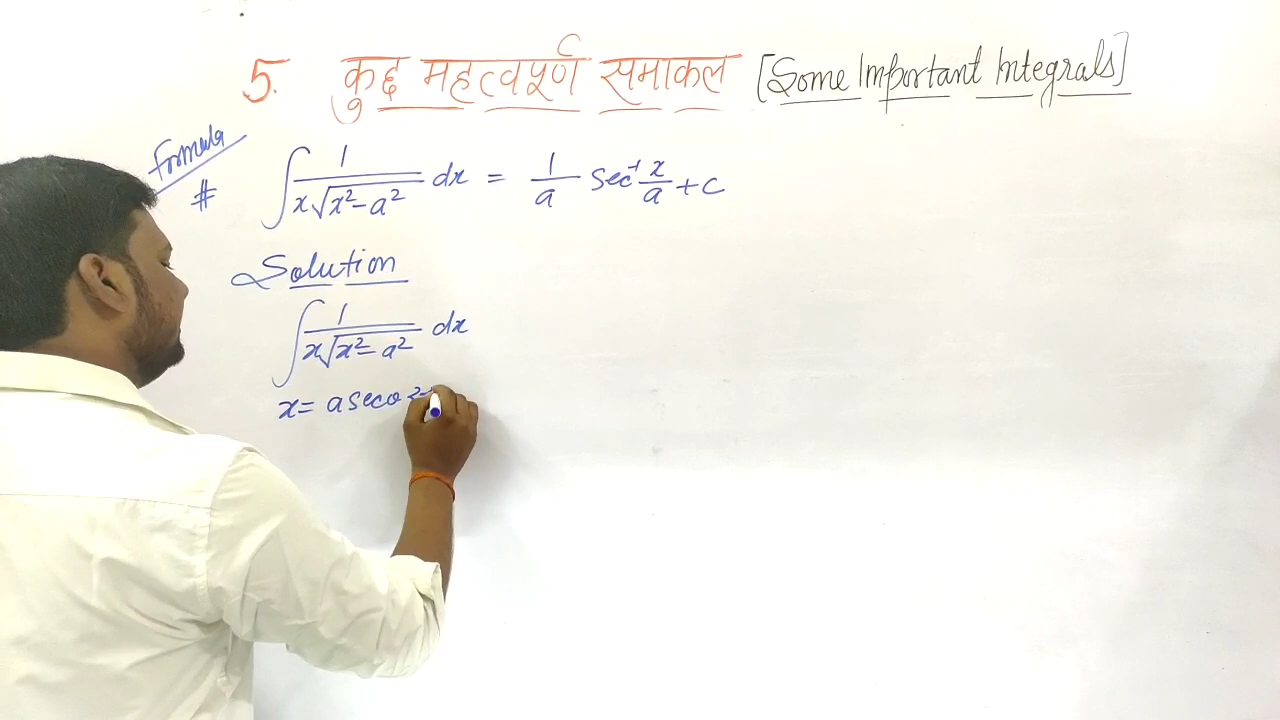 5. कुछ महत्वपूर्ण समाकल [Some Important Integrals]
Formula
# ∫ 1/(x√(x²-a²)) dx = 1/a sec⁻¹ x/a + c
Solution
∫ 1/(x√(x²-a²)) dx
x = a secθ